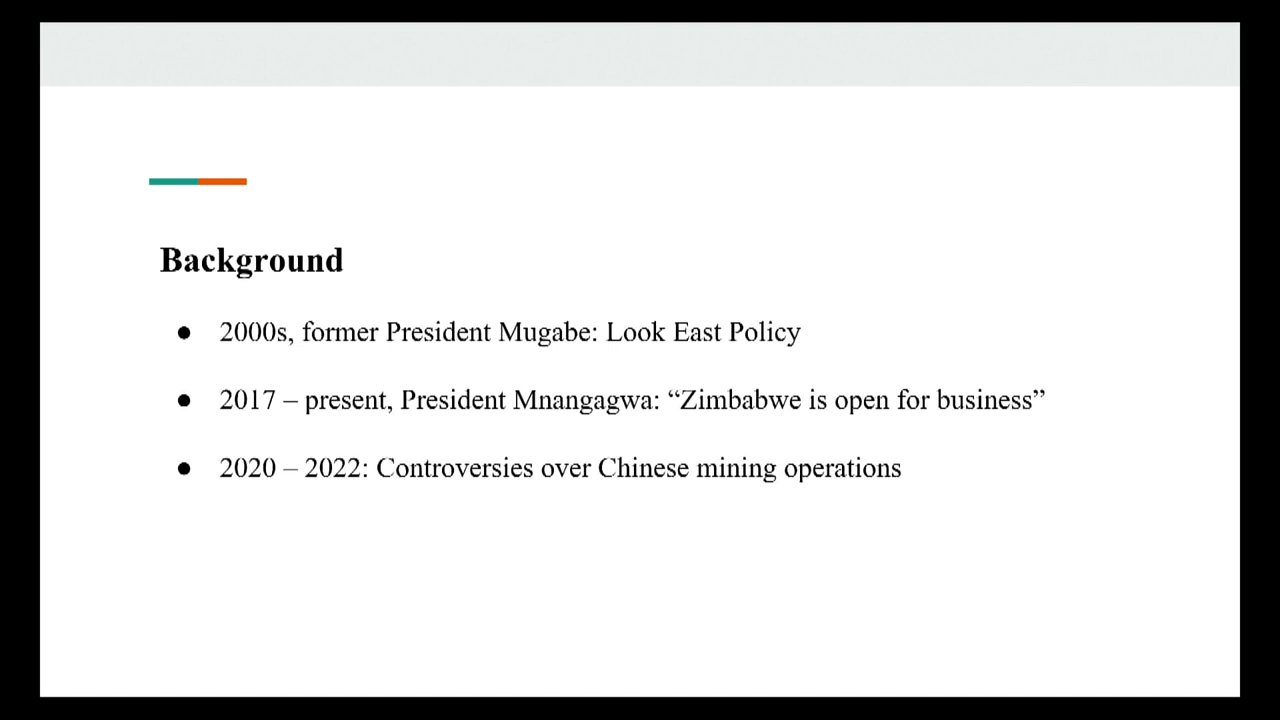 Background
● 2000s, former President Mugabe: Look East Policy
● 2017 – present, President Mnangagwa: “Zimbabwe is open for business”
● 2020 – 2022: Controversies over Chinese mining operations